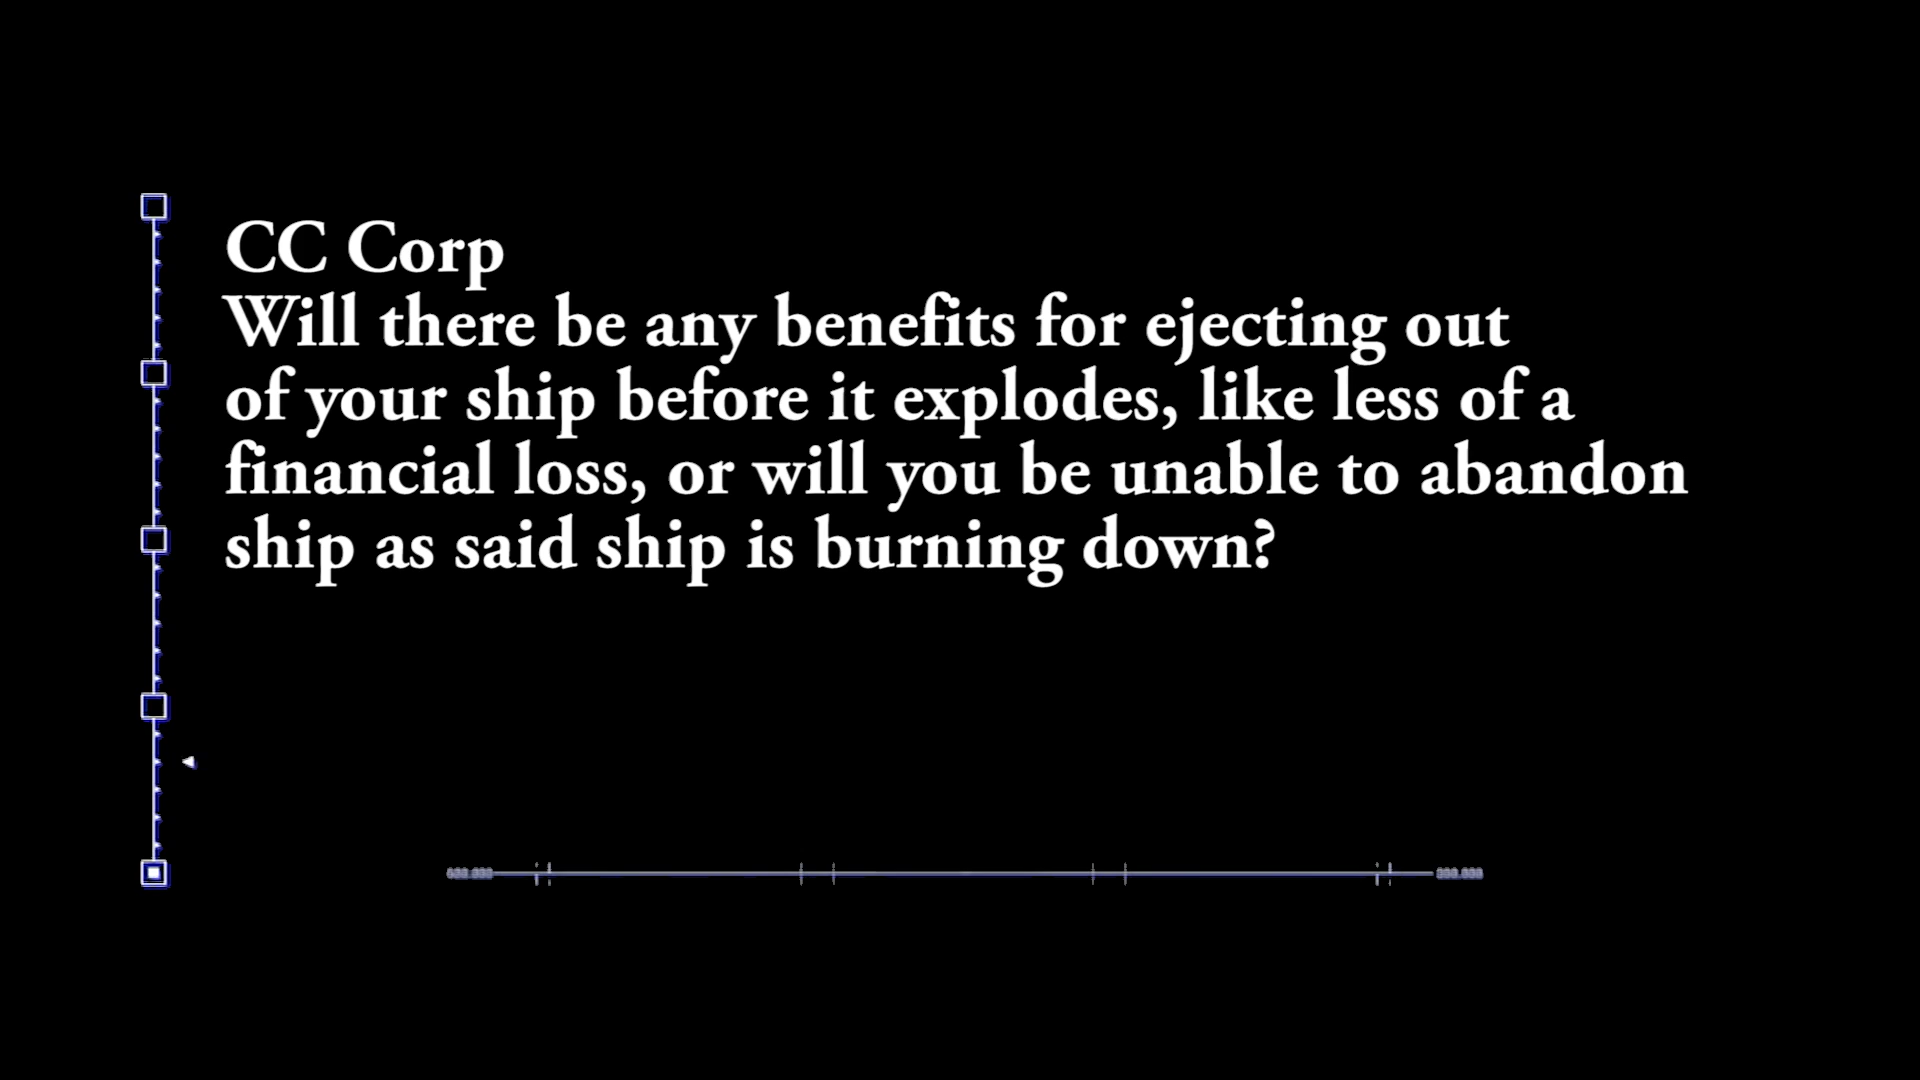 CC Corp
Will there be any benefits for ejecting out
of your ship before it explodes, like less of a
financial loss, or will you be unable to abandon
ship as said ship is burning down?